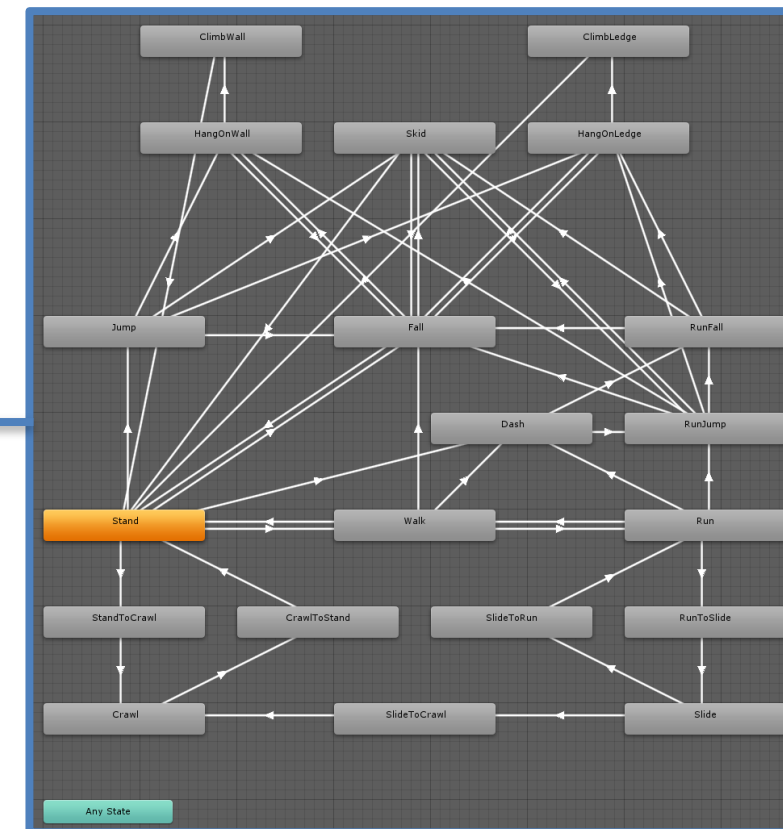 ClimbWall
ClimbLedge
HangOnWall
Skid
HangOnLedge
Jump
Fall
RunFall
Dash
RunJump
Stand
Walk
Run
StandToCrawl
CrawlToStand
SlideToRun
RunToSlide
Crawl
SlideToCrawl
Slide
Any State